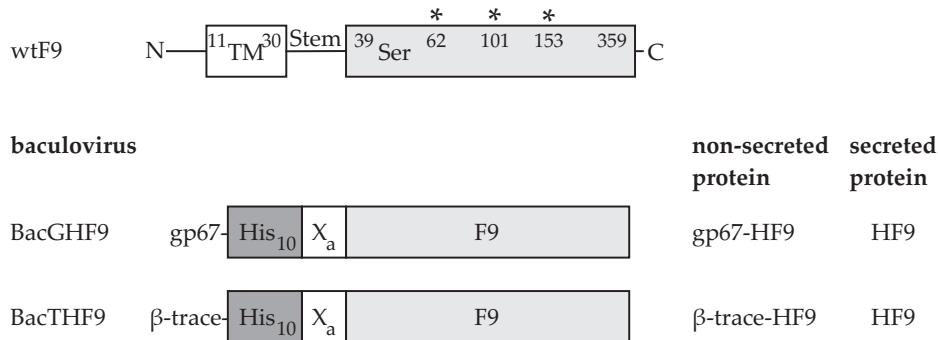 * * *
wtF9 N 11 TM 30 Stem 39 Ser 62 101 153 359 C
baculovirus non-secreted protein secreted protein
BacGHF9 gp67- His10 Xa F9 gp67-HF9 HF9
BacTHF9 β-trace- His10 Xa F9 β-trace-HF9 HF9